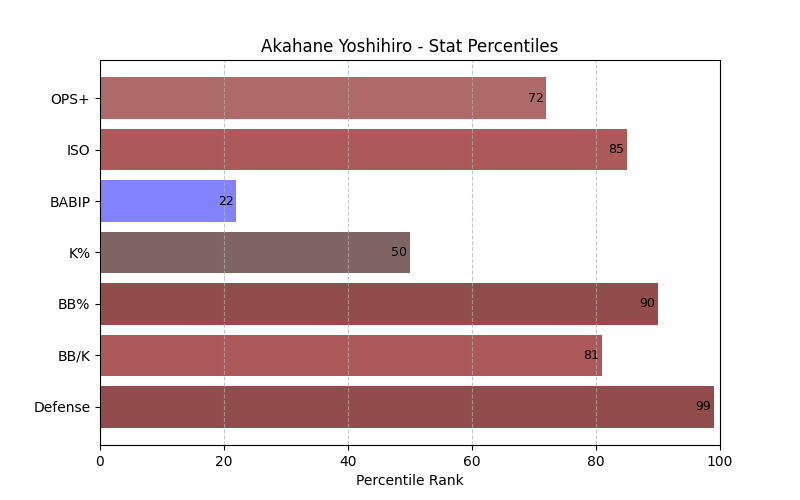 Akahane Yoshihiro - Stat Percentiles
OPS+ 72
ISO 85
BABIP 22
K% 50
BB% 90
BB/K 81
Defense 99
0 20 40 60 80 100
Percentile Rank